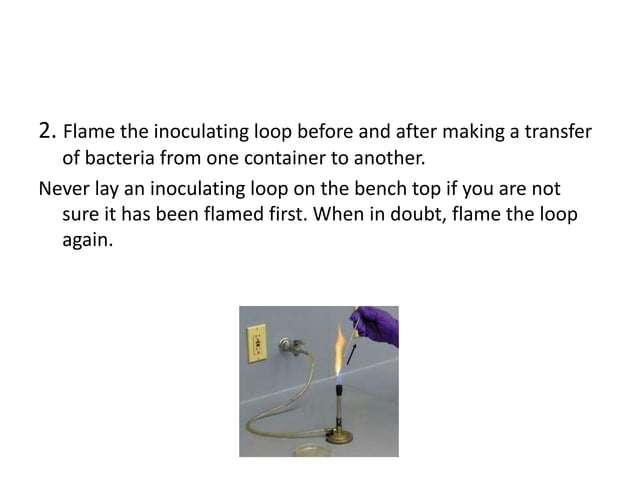 2. Flame the inoculating loop before and after making a transfer
of bacteria from one container to another.
Never lay an inoculating loop on the bench top if you are not
sure it has been flamed first. When in doubt, flame the loop
again.